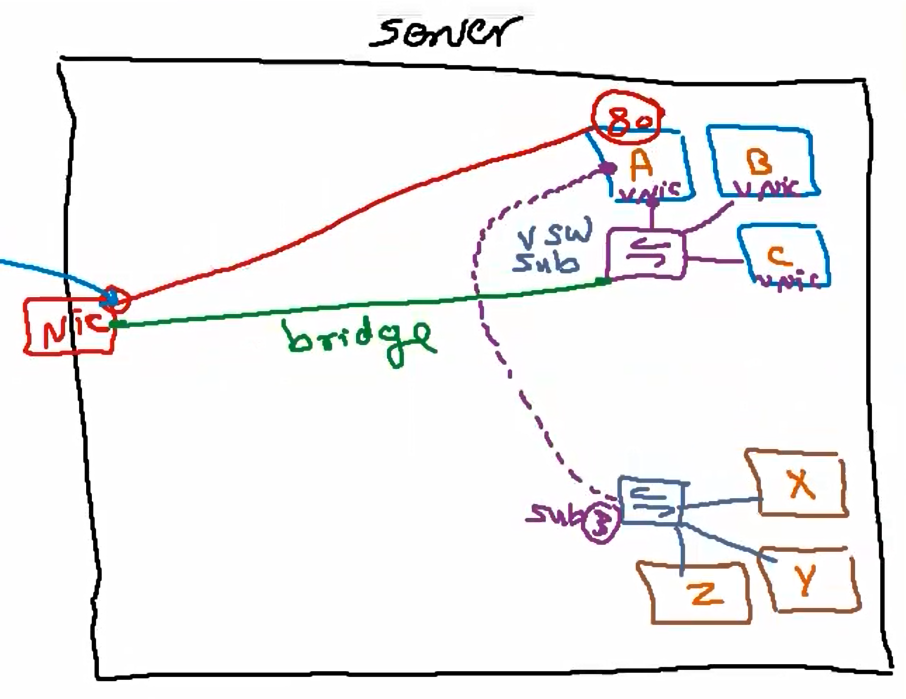 server
80
A
VNIC
B
VNIC
VSW
Sub
C
VNIC
NIC
bridge
X
Sub 3
Z
Y